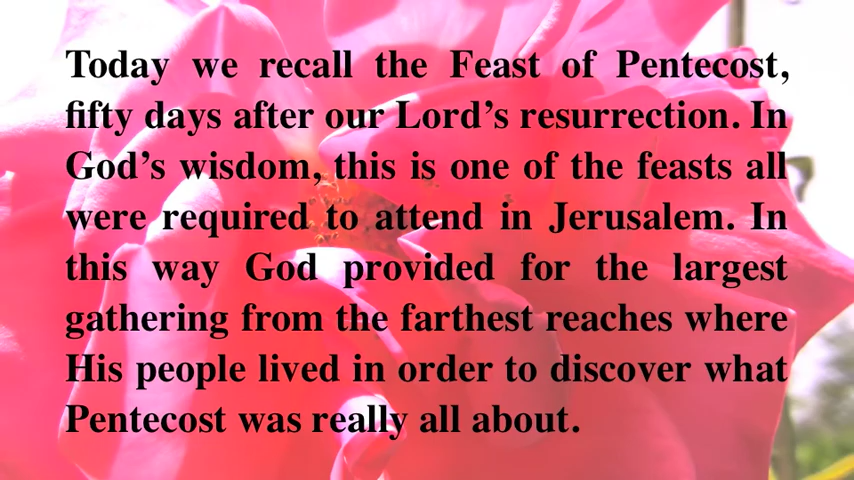 Today we recall the Feast of Pentecost,
fifty days after our Lord’s resurrection. In
God’s wisdom, this is one of the feasts all
were required to attend in Jerusalem. In
this way God provided for the largest
gathering from the farthest reaches where
His people lived in order to discover what
Pentecost was really all about.